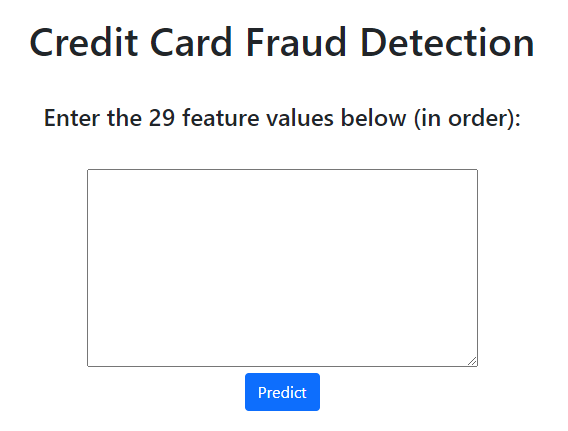 Credit Card Fraud Detection
Enter the 29 feature values below (in order):
Predict